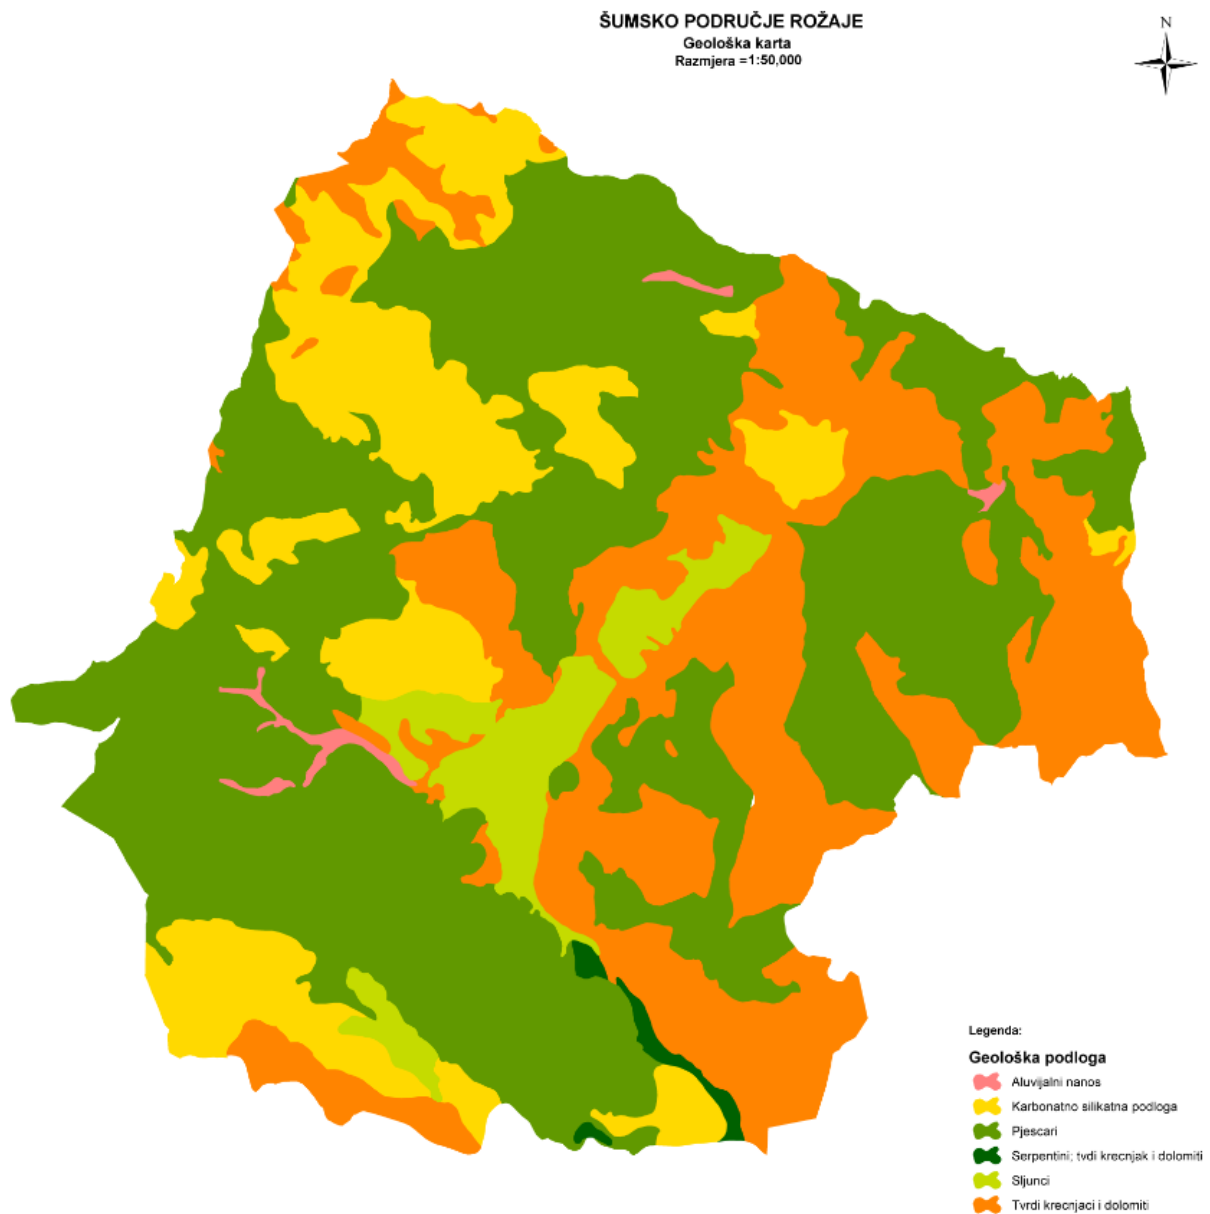 ŠUMSKO PODRUČJE ROŽAJE
Geološka karta
Razmjera =1:50,000
N
Legenda:
Geološka podloga
Aluvijalni nanos
Karbonatno silikatna podloga
Pjescari
Serpentini; tvdi krecnjak i dolomiti
Sljunci
Tvrdi krecnjaci i dolomiti